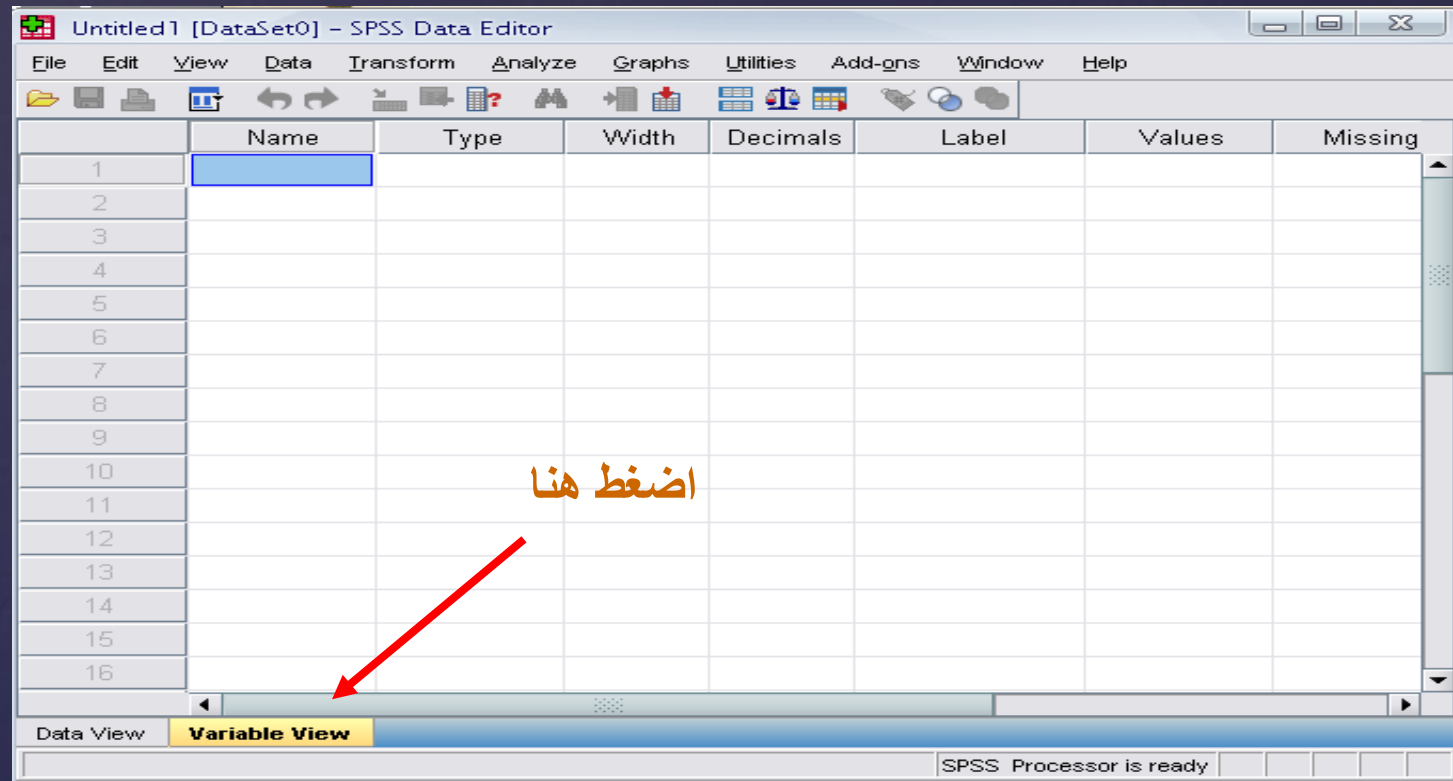 Untitled1 [DataSet0] – SPSS Data Editor
File Edit View Data Transform Analyze Graphs Utilities Add-ons Window Help
Name Type Width Decimals Label Values Missing
1
2
3
4
5
6
7
8
9
10
اضغط هنا
11
12
13
14
15
16
Data View Variable View
SPSS Processor is ready